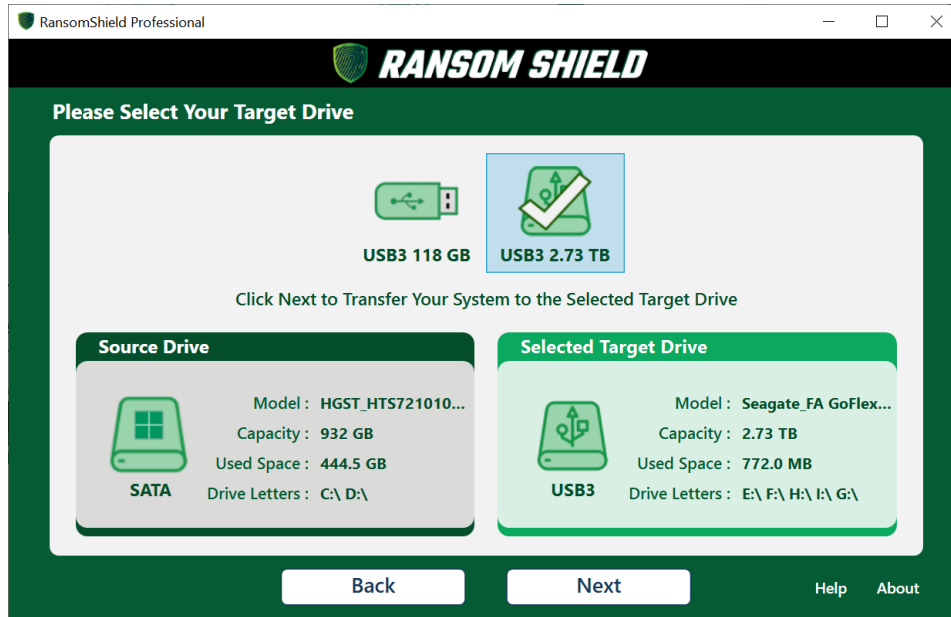 RansomShield Professional
RANSOM SHIELD
Please Select Your Target Drive
USB3 118 GB
USB3 2.73 TB
Click Next to Transfer Your System to the Selected Target Drive
Source Drive
Model : HGST_HTS721010...
Capacity : 932 GB
Used Space : 444.5 GB
Drive Letters : C:\ D:\
SATA
Selected Target Drive
Model : Seagate_FA GoFlex...
Capacity : 2.73 TB
Used Space : 772.0 MB
Drive Letters : E:\ F:\ H:\ I:\ G:\
USB3
Back
Next
Help
About